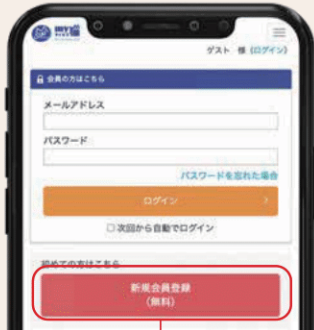 ゲスト 様 (ログイン)
会員の方はこちら
メールアドレス
パスワード
パスワードを忘れた場合
ログイン
次回から自動でログイン
初めての方はこちら
新規会員登録
(無料)